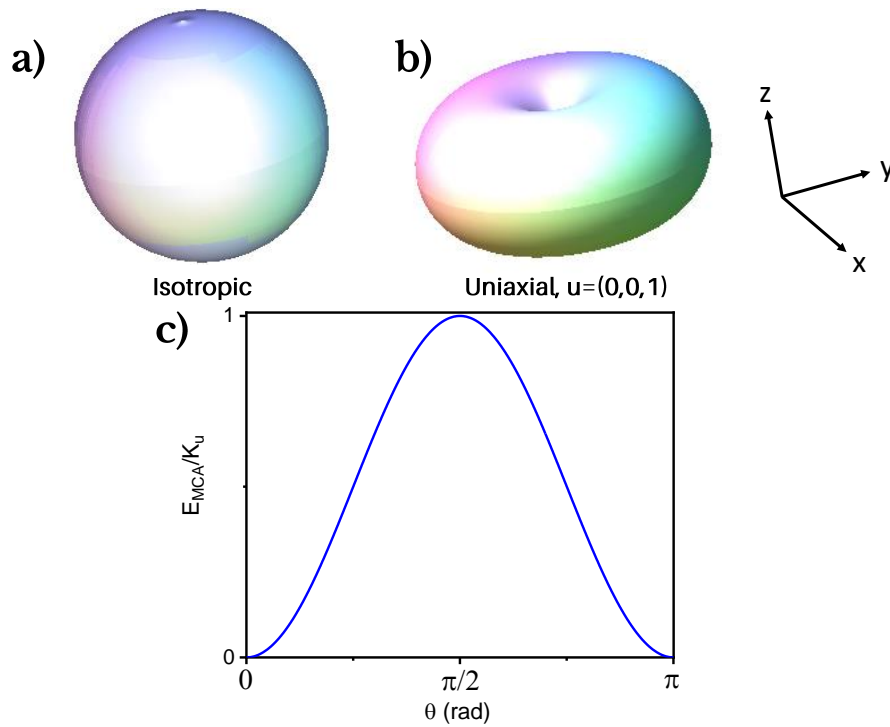 a)
b)
z
y
x
Isotropic
Uniaxial, u=(0,0,1)
c)
1
E_MCA/K_u
0
0
π/2
π
θ (rad)